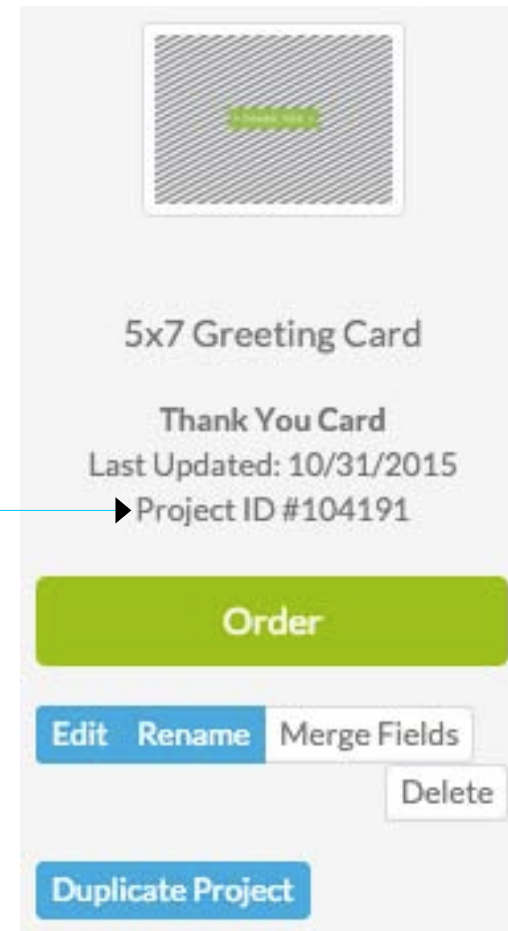 5x7 Greeting Card
Thank You Card
Last Updated: 10/31/2015
Project ID #104191
Order
Edit Rename Merge Fields
Delete
Duplicate Project